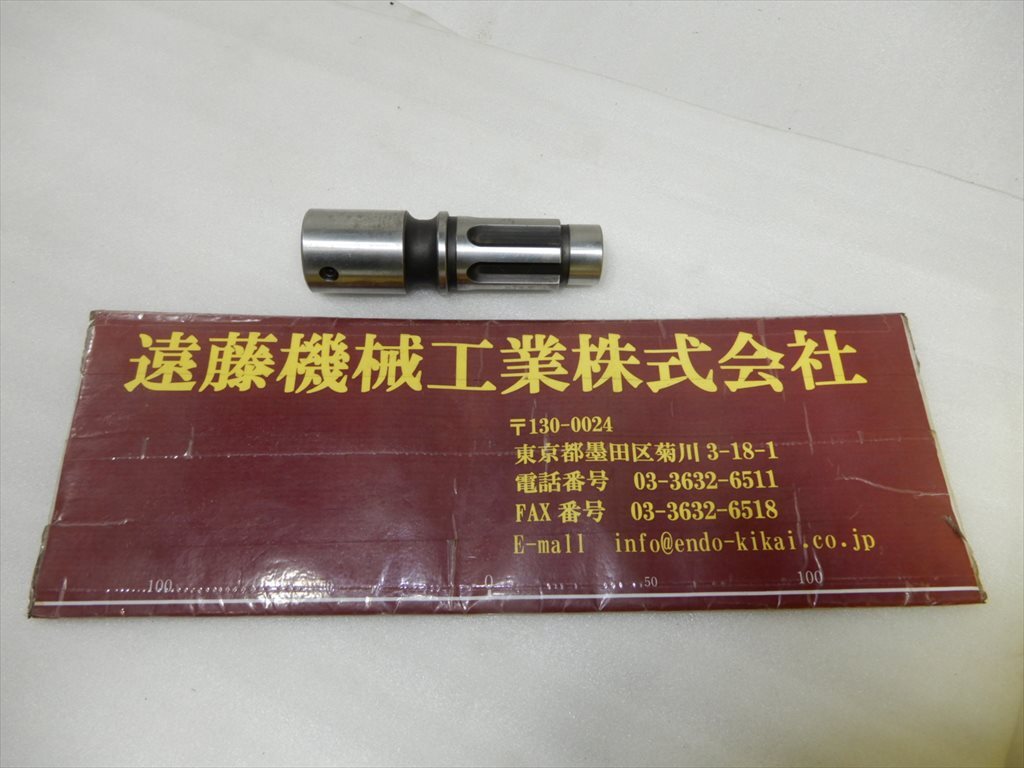 遠藤機械工業株式会社
〒130-0024
東京都墨田区菊川 3-18-1
電話番号 03-3632-6511
FAX 番号 03-3632-6518
E-mall info@endo-kikai.co.jp
100 0 50 100